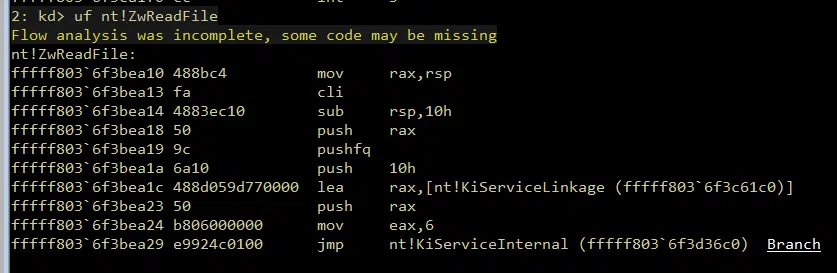 2: kd> uf nt!ZwReadFile
Flow analysis was incomplete, some code may be missing
nt!ZwReadFile:
fffff803`6f3bea10 488bc4          mov     rax,rsp
fffff803`6f3bea13 fa              cli
fffff803`6f3bea14 4883ec10        sub     rsp,10h
fffff803`6f3bea18 50              push    rax
fffff803`6f3bea19 9c              pushfq
fffff803`6f3bea1a 6a10            push    10h
fffff803`6f3bea1c 488d059d770000  lea     rax,[nt!KiServiceLinkage (fffff803`6f3c61c0)]
fffff803`6f3bea23 50              push    rax
fffff803`6f3bea24 b806000000      mov     eax,6
fffff803`6f3bea29 e9924c0100      jmp     nt!KiServiceInternal (fffff803`6f3d36c0)  Branch